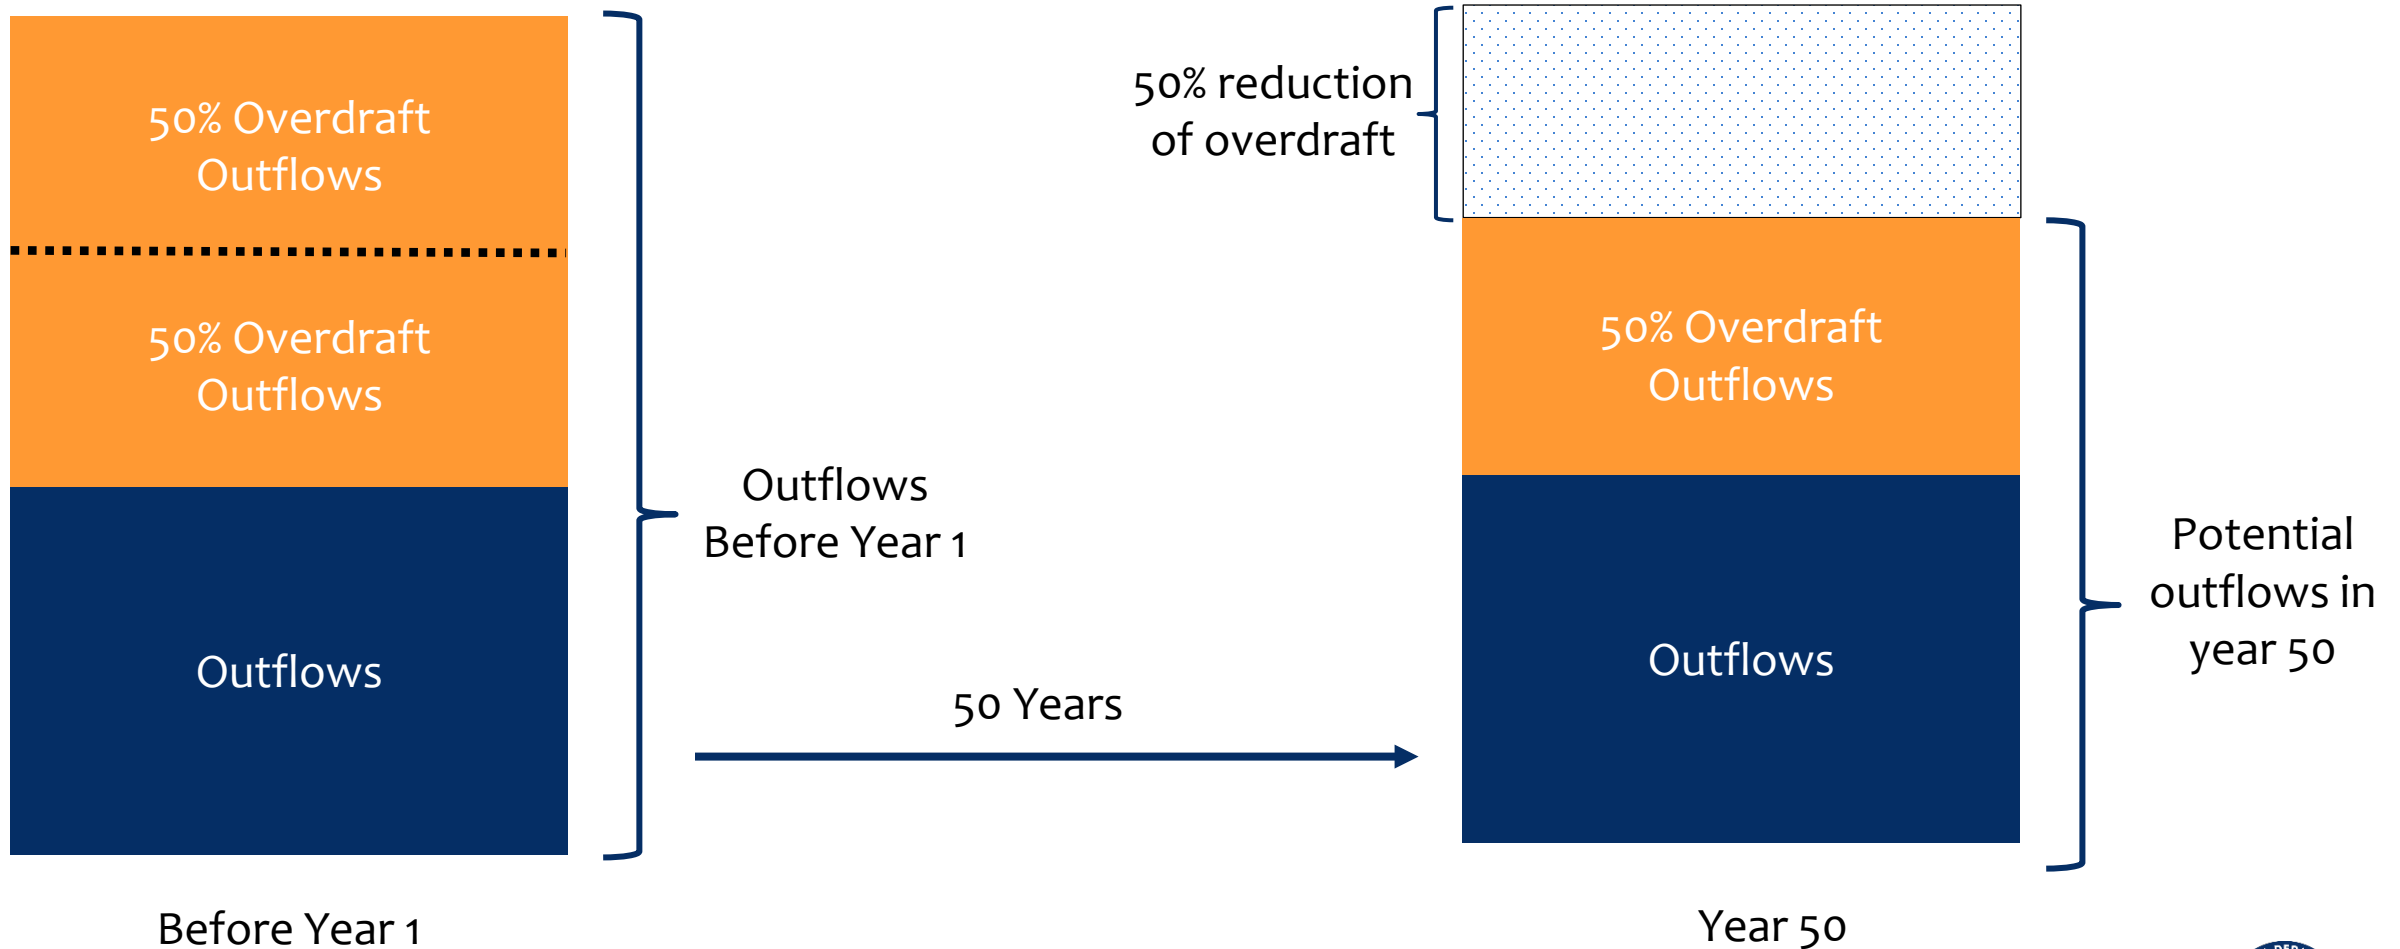 50% Overdraft
Outflows
50% Overdraft
Outflows
Outflows
Before Year 1
Outflows
Before Year 1
50 Years
50% reduction
of overdraft
50% Overdraft
Outflows
Outflows
Year 50
Potential
outflows in
year 50